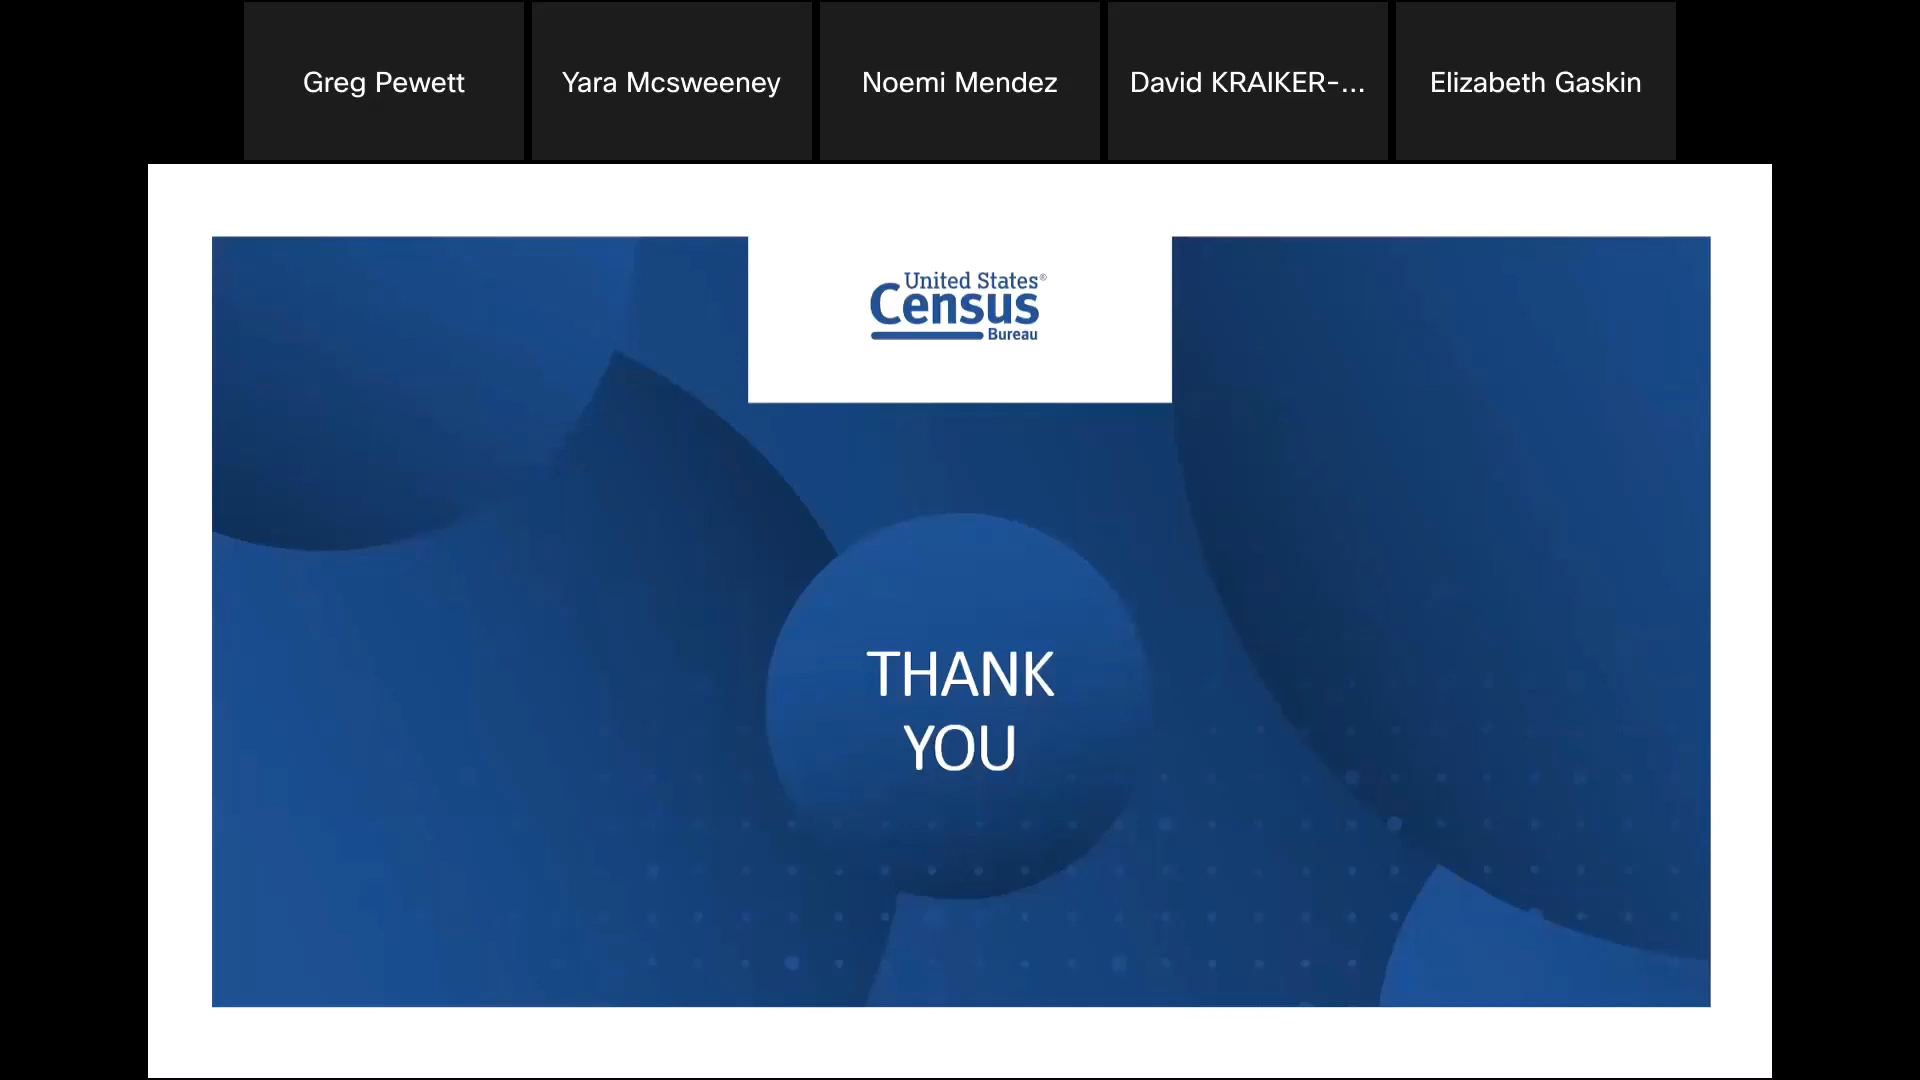 Greg Pewett
Yara Mcsweeney
Noemi Mendez
David KRAIKER-...
Elizabeth Gaskin
United States®
Census
Bureau
THANK
YOU